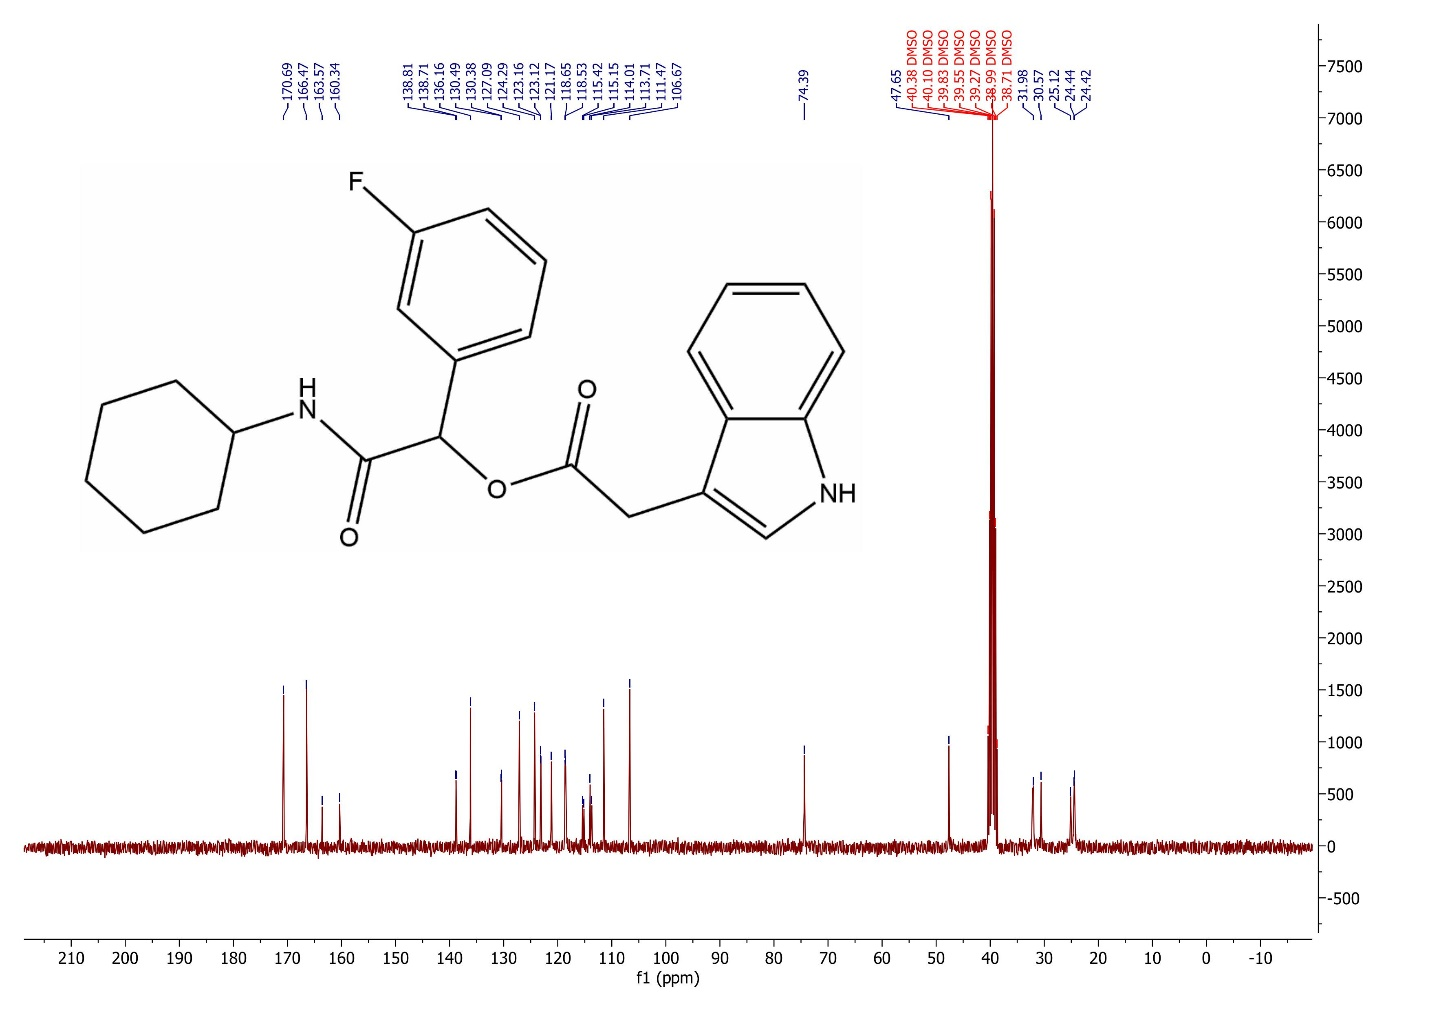 170.69
166.47
163.57
160.34
138.81
138.71
136.16
130.49
130.38
127.09
124.29
123.16
123.12
121.17
118.65
118.53
115.42
115.15
114.01
113.71
111.47
106.67
74.39
47.65
40.38 DMSO
40.10 DMSO
39.83 DMSO
39.55 DMSO
39.27 DMSO
38.99 DMSO
38.71 DMSO
31.98
30.57
25.12
24.44
24.42
F
H
N
O
O
O
NH
7500
7000
6500
6000
5500
5000
4500
4000
3500
3000
2500
2000
1500
1000
500
0
-500
210 200 190 180 170 160 150 140 130 120 110 100 90 80 70 60 50 40 30 20 10 0 -10
f1 (ppm)